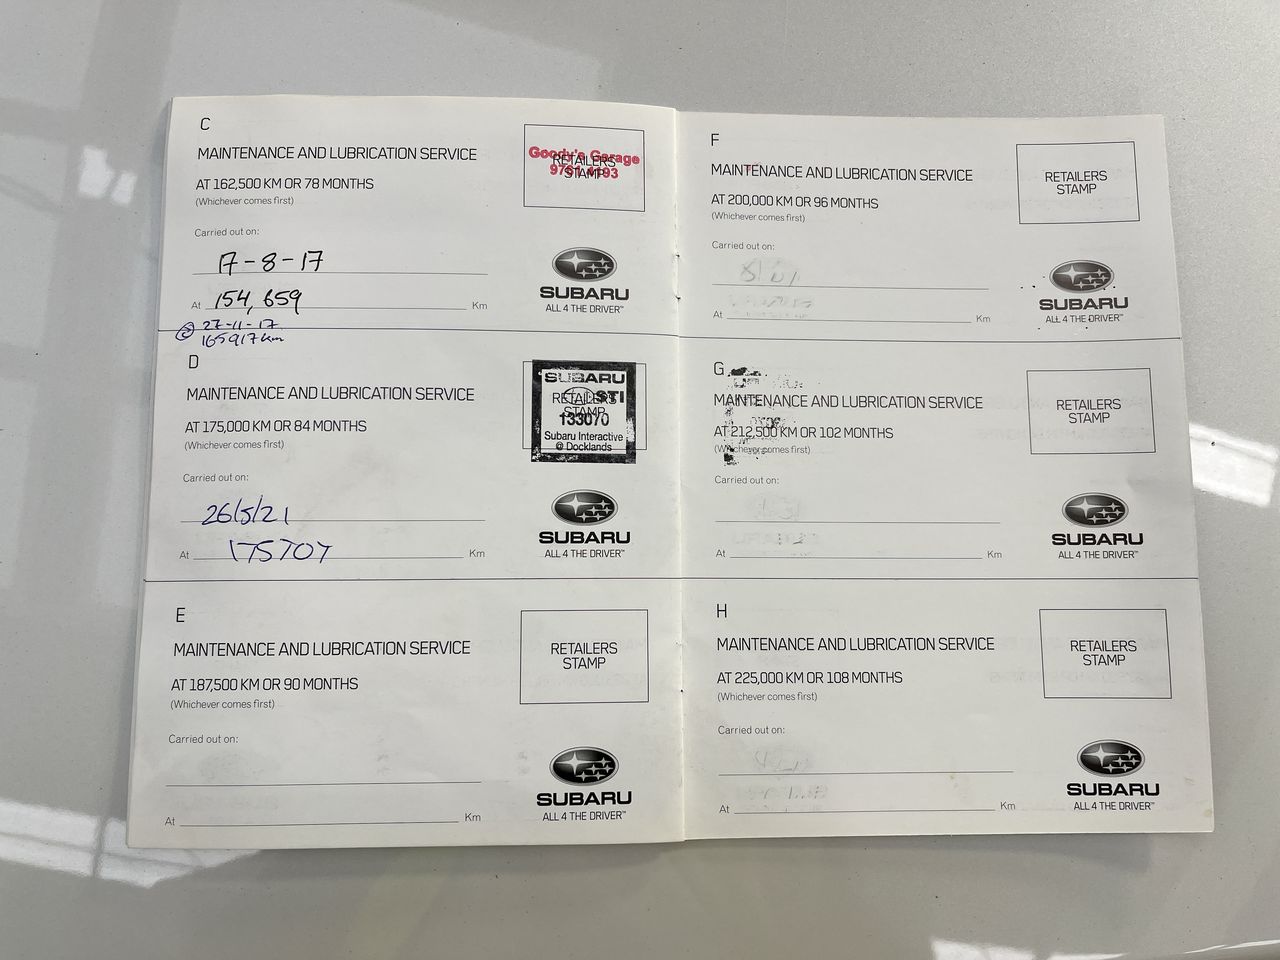 C
MAINTENANCE AND LUBRICATION SERVICE
AT 162,500 KM OR 78 MONTHS
(Whichever comes first)
Carried out on:
17-8-17
At 154,659 Km
Goody's Garage
RETAILERS
STAMP
SUBARU
ALL 4 THE DRIVER™
@ 27-11-17
165917km
D
MAINTENANCE AND LUBRICATION SERVICE
AT 175,000 KM OR 84 MONTHS
(Whichever comes first)
Carried out on:
26/5/21
At 175707 Km
SUBARU
STI
RETAILERS
STAMP
133070
Subaru Interactive
@ Docklands
SUBARU
ALL 4 THE DRIVER™
E
MAINTENANCE AND LUBRICATION SERVICE
AT 187,500 KM OR 90 MONTHS
(Whichever comes first)
Carried out on:
At Km
RETAILERS
STAMP
SUBARU
ALL 4 THE DRIVER™
F
MAINTENANCE AND LUBRICATION SERVICE
AT 200,000 KM OR 96 MONTHS
(Whichever comes first)
Carried out on:
At Km
RETAILERS
STAMP
SUBARU
ALL 4 THE DRIVER™
G
MAINTENANCE AND LUBRICATION SERVICE
AT 212,500 KM OR 102 MONTHS
(Whichever comes first)
Carried out on:
At Km
RETAILERS
STAMP
SUBARU
ALL 4 THE DRIVER™
H
MAINTENANCE AND LUBRICATION SERVICE
AT 225,000 KM OR 108 MONTHS
(Whichever comes first)
Carried out on:
At Km
RETAILERS
STAMP
SUBARU
ALL 4 THE DRIVER™